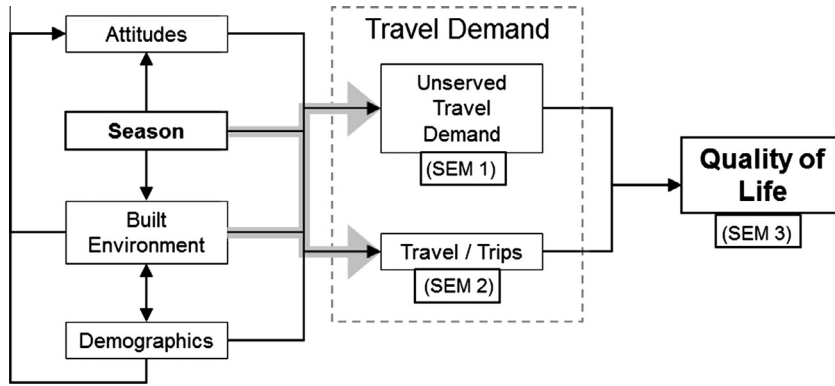 Travel Demand
Attitudes
Season
Built
Environment
Demographics
Unserved
Travel
Demand
(SEM 1)
Travel / Trips
(SEM 2)
Quality of
Life
(SEM 3)